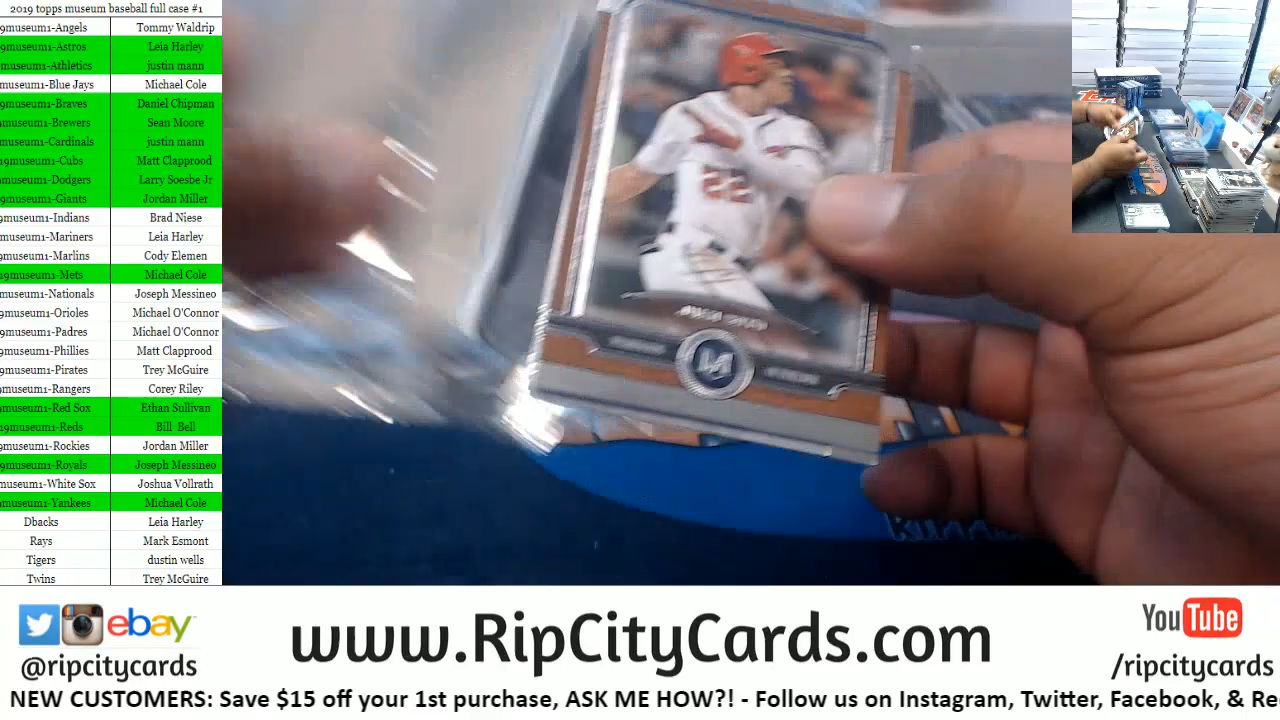 2019 topps museum baseball full case #1
9museum1-Angels Tommy Waldrip
9museum1-Astros Leia Harley
9museum1-Athletics justin mann
museum1-Blue Jays Michael Cole
9museum1-Braves Daniel Chipman
9museum1-Brewers Sean Moore
museum1-Cardinals justin mann
19museum1-Cubs Matt Clapprood
9museum1-Dodgers Larry Soesbe Jr
9museum1-Giants Jordan Miller
9museum1-Indians Brad Niese
museum1-Mariners Leia Harley
9museum1-Marlins Cody Elemen
19museum1-Mets Michael Cole
museum1-Nationals Joseph Messineo
9museum1-Orioles Michael O'Connor
9museum1-Padres Michael O'Connor
museum1-Phillies Matt Clapprood
9museum1-Pirates Trey McGuire
9museum1-Rangers Corey Riley
museum1-Red Sox Ethan Sullivan
19museum1-Reds Bill Bell
9museum1-Rockies Jordan Miller
9museum1-Royals Joseph Messineo
museum1-White Sox Joshua Vollrath
museum1-Yankees Michael Cole
Dbacks Leia Harley
Rays Mark Esmont
Tigers dustin wells
Twins Trey McGuire
22
M
ebay
@ripcitycards
www.RipCityCards.com
YouTube
/ripcitycards
NEW CUSTOMERS: Save $15 off your 1st purchase, ASK ME HOW?! - Follow us on Instagram, Twitter, Facebook, & Re